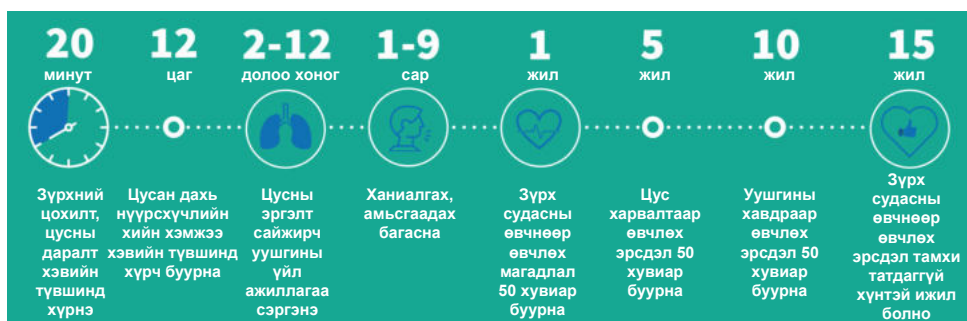 20
минут
Зүрхний
цохилт,
цусны
даралт
хэвийн
түвшинд
хүрнэ
12
цаг
Цусан дахь
нүүрсхүчлийн
хийн хэмжээ
хэвийн түвшинд
хүрч буурна
2-12
долоо хоног
Цусны
эргэлт
сайжирч
уушгины
үйл
ажиллагаа
сэргэнэ
1-9
сар
Ханиалгах,
амьсгаадах
багасна
1
жил
Зүрх
судасны
өвчнөөр
өвчлөх
магадлал
50 хувиар
буурна
5
жил
Цус
харвалтаар
өвчлөх
эрсдэл 50
хувиар
буурна
10
жил
Уушгины
хавдраар
өвчлөх
эрсдэл 50
хувиар
буурна
15
жил
Зүрх
судасны
өвчнөөр
өвчлөх
эрсдэл тамхи
татдаггүй
хүнтэй ижил
болно